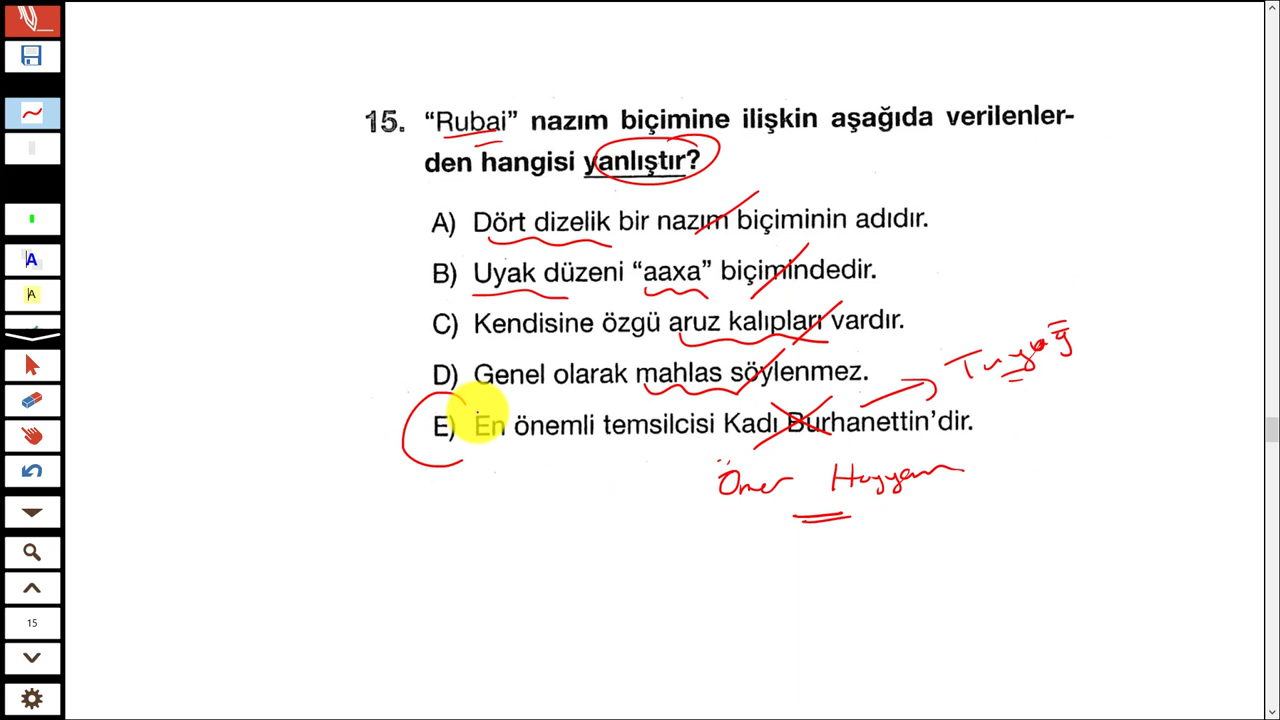 15. “Rubai” nazım biçimine ilişkin aşağıda verilenler-
den hangisi yanlıştır?
A) Dört dizelik bir nazım biçiminin adıdır.
B) Uyak düzeni “aaxa” biçimindedir.
C) Kendisine özgü aruz kalıpları vardır.
D) Genel olarak mahlas söylenmez.
Tuyuğ
E) En önemli temsilcisi Kadı Burhanettin’dir.
Ömer Hayyam
A
A
15